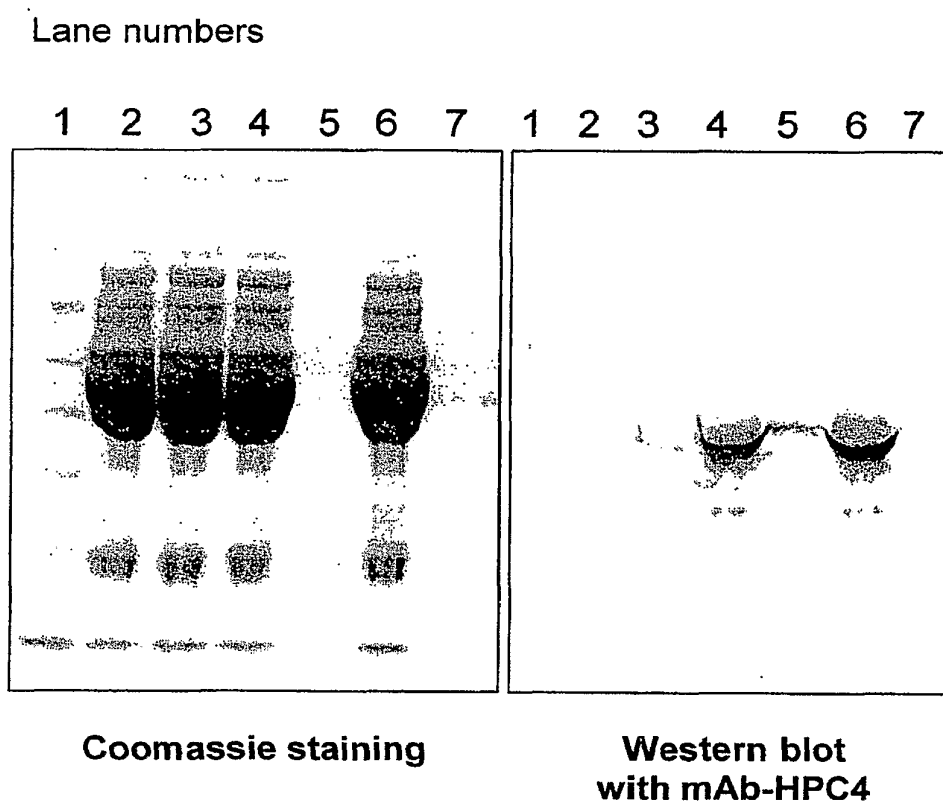 Lane numbers
1 2 3 4 5 6 7
1 2 3 4 5 6 7
Coomassie staining
Western blot
with mAb-HPC4